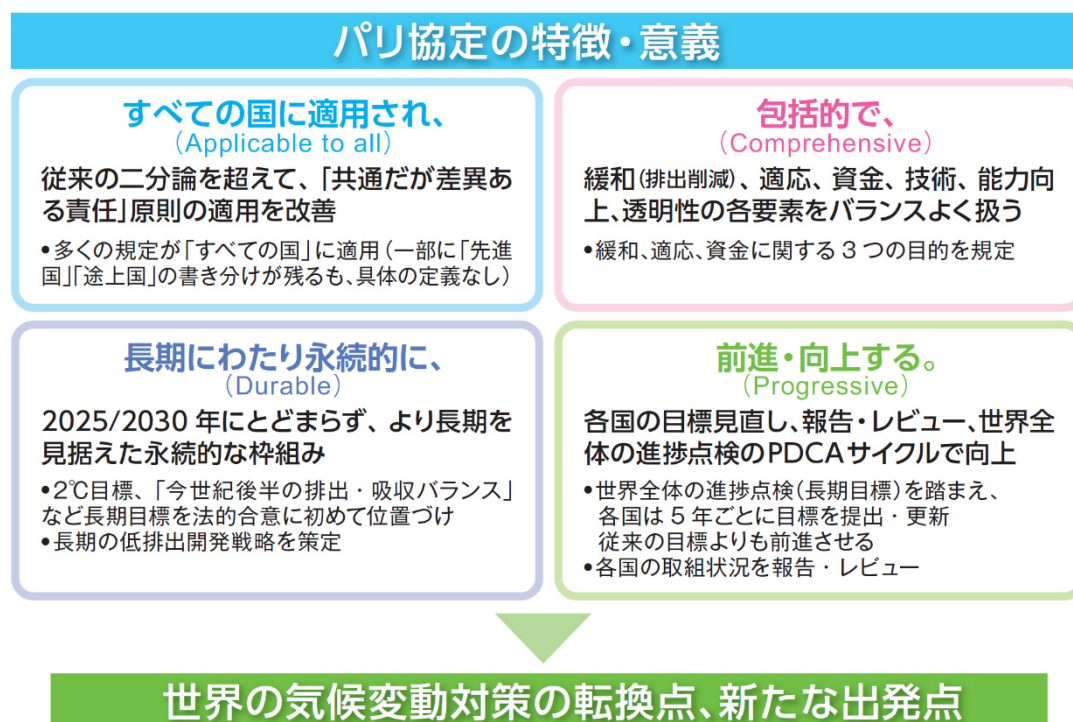 パリ協定の特徴・意義
すべての国に適用され、
(Applicable to all)
従来の二分論を超えて、「共通だが差異あ
る責任」原則の適用を改善
•多くの規定が「すべての国」に適用(一部に「先進
国」「途上国」の書き分けが残るも、具体の定義なし)
包括的で、
(Comprehensive)
緩和(排出削減)、適応、資金、技術、能力向
上、透明性の各要素をバランスよく扱う
•緩和、適応、資金に関する3つの目的を規定
長期にわたり永続的に、
(Durable)
2025/2030 年にとどまらず、より長期を
見据えた永続的な枠組み
•2℃目標、「今世紀後半の排出・吸収バランス」
など長期目標を法的合意に初めて位置づけ
•長期の低排出開発戦略を策定
前進・向上する。
(Progressive)
各国の目標見直し、報告・レビュー、世界全
体の進捗点検のPDCAサイクルで向上
•世界全体の進捗点検(長期目標)を踏まえ、
各国は5年ごとに目標を提出・更新
従来の目標よりも前進させる
•各国の取組状況を報告・レビュー
世界の気候変動対策の転換点、新たな出発点